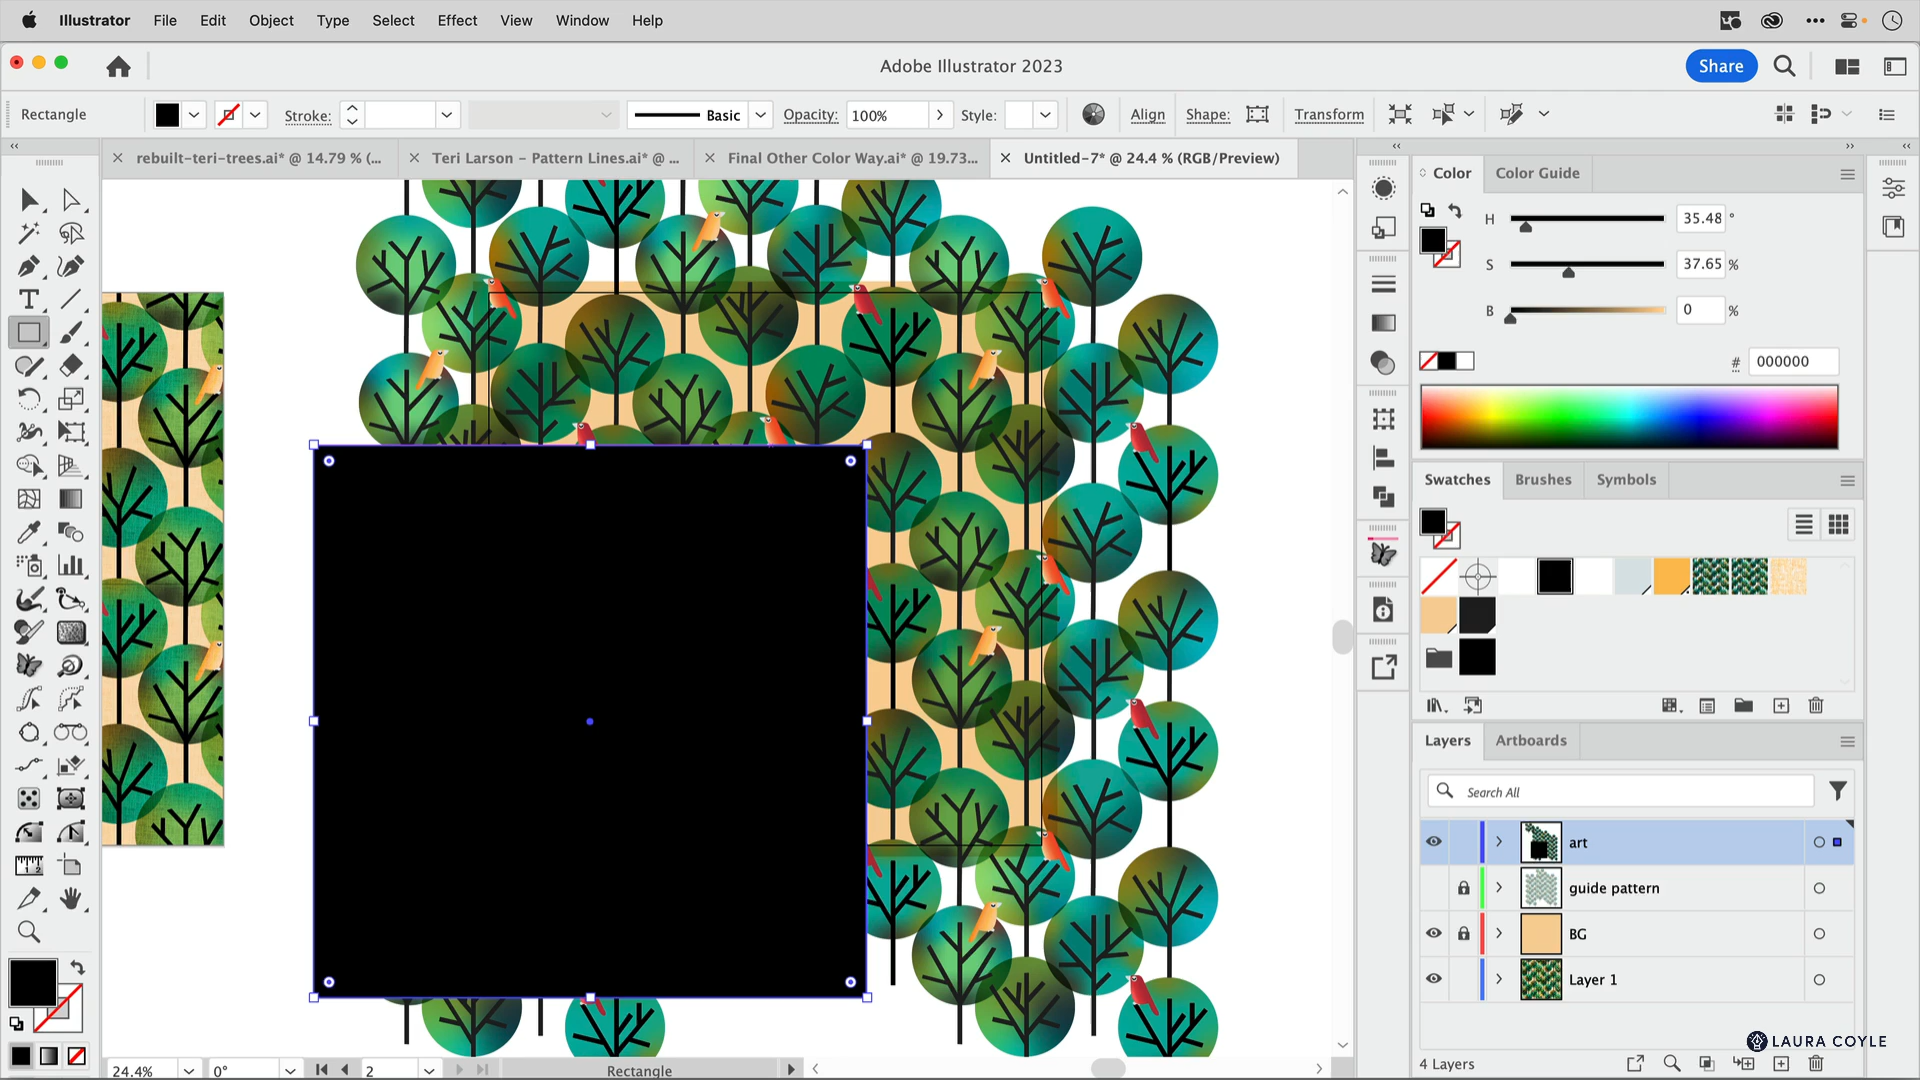 Illustrator File Edit Object Type Select Effect View Window Help
Adobe Illustrator 2023
Share
Rectangle Stroke: Basic Opacity: 100% Style: Align Shape: Transform
rebuilt-teri-trees.ai* @ 14.79 % (... Teri Larson - Pattern Lines.ai* @ ... Final Other Color Way.ai* @ 19.73... Untitled-7* @ 24.4 % (RGB/Preview)
Color Color Guide
H 35.48 °
S 37.65 %
B 0 %
# 000000
Swatches Brushes Symbols
Layers Artboards
Search All
art
guide pattern
BG
Layer 1
LAURA COYLE
4 Layers
24.4% 0° 2 Rectangle